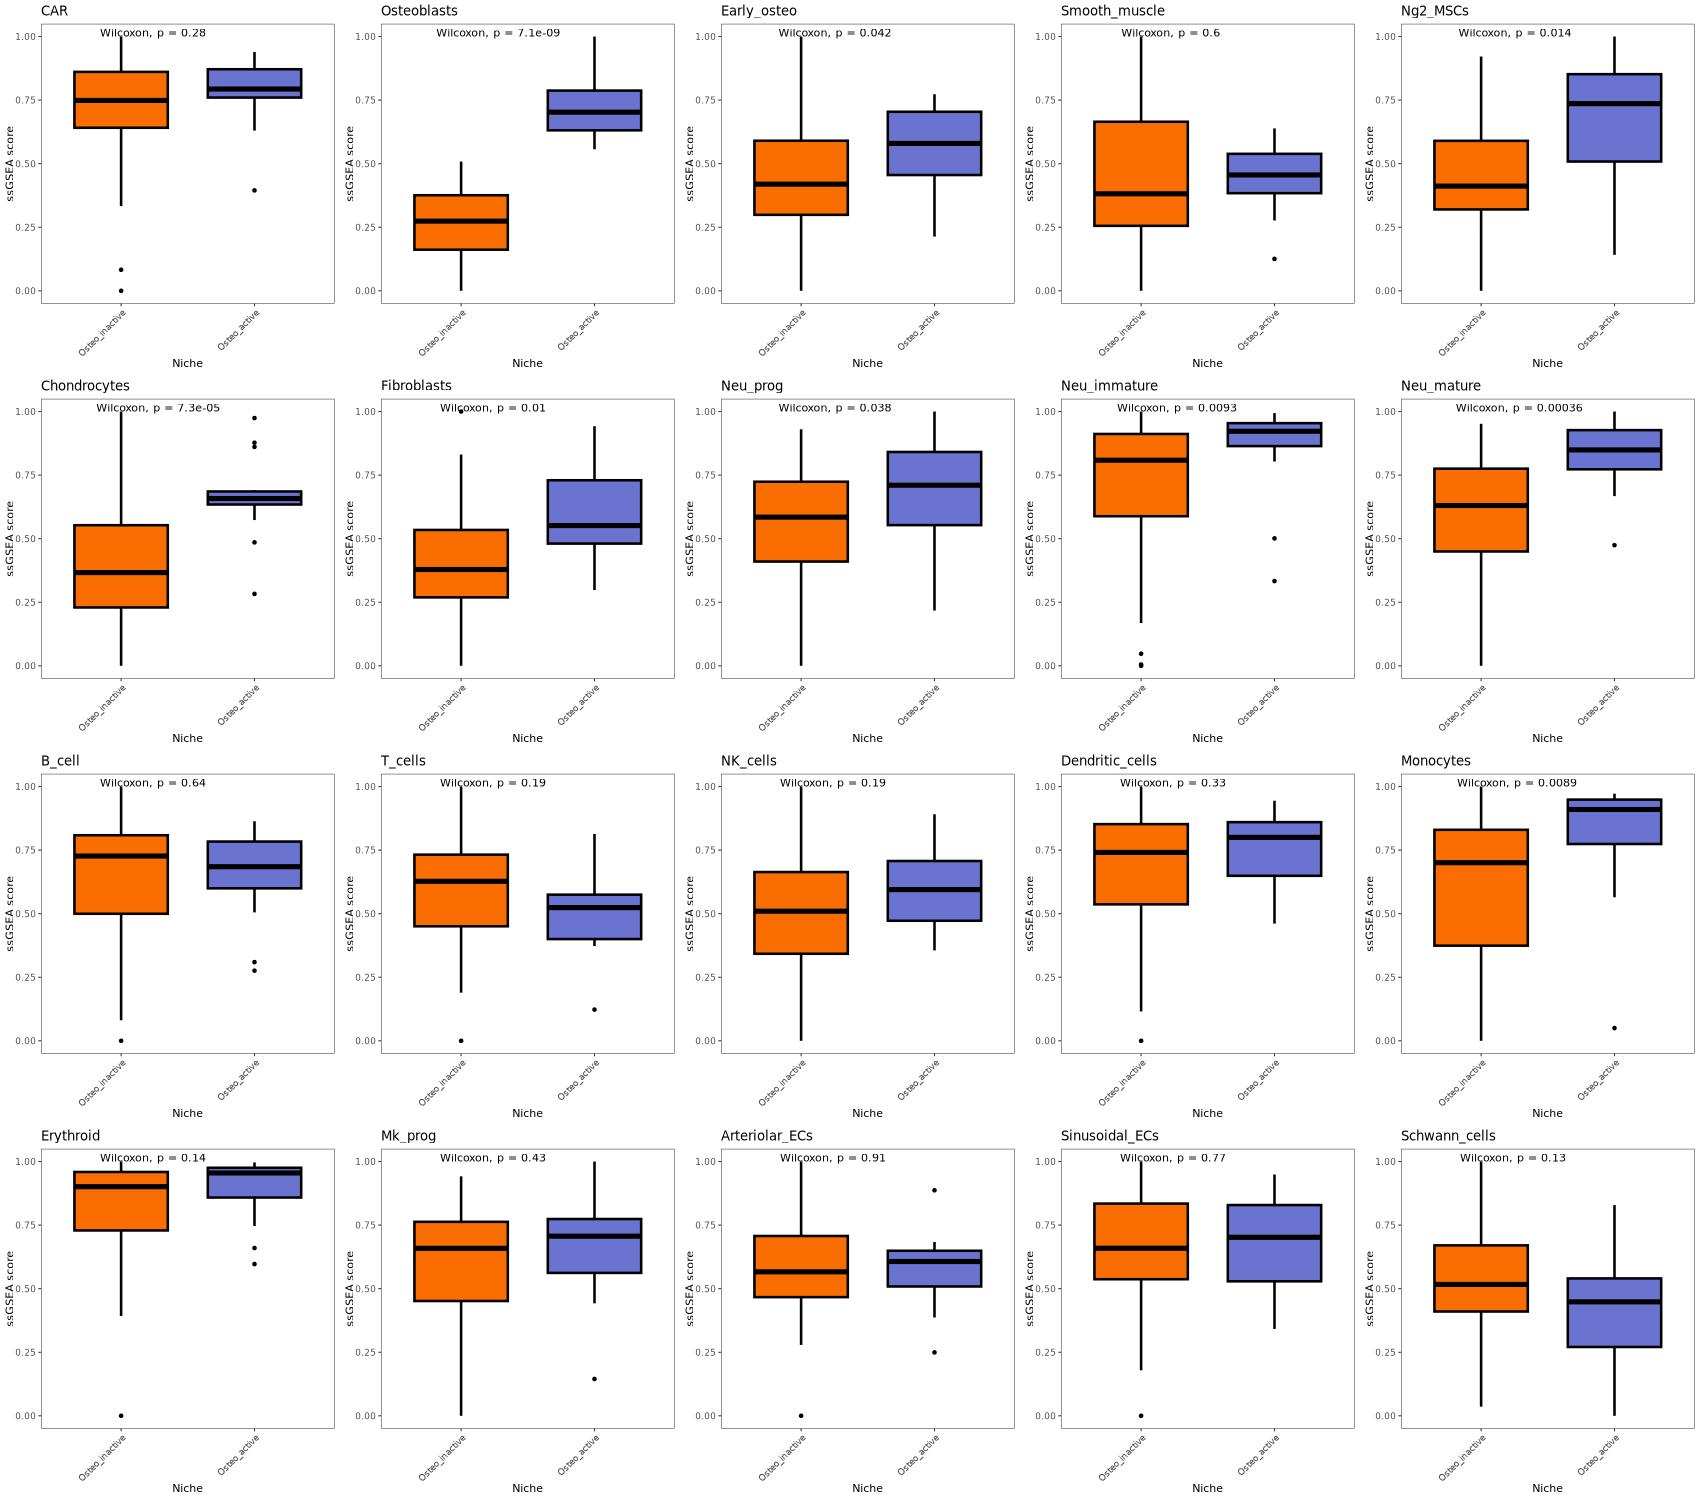 CAR
Wilcoxon, p = 0.28
1.00
0.75
0.50
0.25
0.00
ssGSEA score
Osteo_inactive
Osteo_active
Niche
Osteoblasts
Wilcoxon, p = 7.1e-09
1.00
0.75
0.50
0.25
0.00
ssGSEA score
Osteo_inactive
Osteo_active
Niche
Early_osteo
Wilcoxon, p = 0.042
1.00
0.75
0.50
0.25
0.00
ssGSEA score
Osteo_inactive
Osteo_active
Niche
Smooth_muscle
Wilcoxon, p = 0.6
1.00
0.75
0.50
0.25
0.00
ssGSEA score
Osteo_inactive
Osteo_active
Niche
Ng2_MSCs
Wilcoxon, p = 0.014
1.00
0.75
0.50
0.25
0.00
ssGSEA score
Osteo_inactive
Osteo_active
Niche
Chondrocytes
Wilcoxon, p = 7.3e-05
1.00
0.75
0.50
0.25
0.00
ssGSEA score
Osteo_inactive
Osteo_active
Niche
Fibroblasts
Wilcoxon, p = 0.01
1.00
0.75
0.50
0.25
0.00
ssGSEA score
Osteo_inactive
Osteo_active
Niche
Neu_prog
Wilcoxon, p = 0.038
1.00
0.75
0.50
0.25
0.00
ssGSEA score
Osteo_inactive
Osteo_active
Niche
Neu_immature
Wilcoxon, p = 0.0093
1.00
0.75
0.50
0.25
0.00
ssGSEA score
Osteo_inactive
Osteo_active
Niche
Neu_mature
Wilcoxon, p = 0.00036
1.00
0.75
0.50
0.25
0.00
ssGSEA score
Osteo_inactive
Osteo_active
Niche
B_cell
Wilcoxon, p = 0.64
1.00
0.75
0.50
0.25
0.00
ssGSEA score
Osteo_inactive
Osteo_active
Niche
T_cells
Wilcoxon, p = 0.19
1.00
0.75
0.50
0.25
0.00
ssGSEA score
Osteo_inactive
Osteo_active
Niche
NK_cells
Wilcoxon, p = 0.19
1.00
0.75
0.50
0.25
0.00
ssGSEA score
Osteo_inactive
Osteo_active
Niche
Dendritic_cells
Wilcoxon, p = 0.33
1.00
0.75
0.50
0.25
0.00
ssGSEA score
Osteo_inactive
Osteo_active
Niche
Monocytes
Wilcoxon, p = 0.0089
1.00
0.75
0.50
0.25
0.00
ssGSEA score
Osteo_inactive
Osteo_active
Niche
Erythroid
Wilcoxon, p = 0.14
1.00
0.75
0.50
0.25
0.00
ssGSEA score
Osteo_inactive
Osteo_active
Niche
Mk_prog
Wilcoxon, p = 0.43
1.00
0.75
0.50
0.25
0.00
ssGSEA score
Osteo_inactive
Osteo_active
Niche
Arteriolar_ECs
Wilcoxon, p = 0.91
1.00
0.75
0.50
0.25
0.00
ssGSEA score
Osteo_inactive
Osteo_active
Niche
Sinusoidal_ECs
Wilcoxon, p = 0.77
1.00
0.75
0.50
0.25
0.00
ssGSEA score
Osteo_inactive
Osteo_active
Niche
Schwann_cells
Wilcoxon, p = 0.13
1.00
0.75
0.50
0.25
0.00
ssGSEA score
Osteo_inactive
Osteo_active
Niche